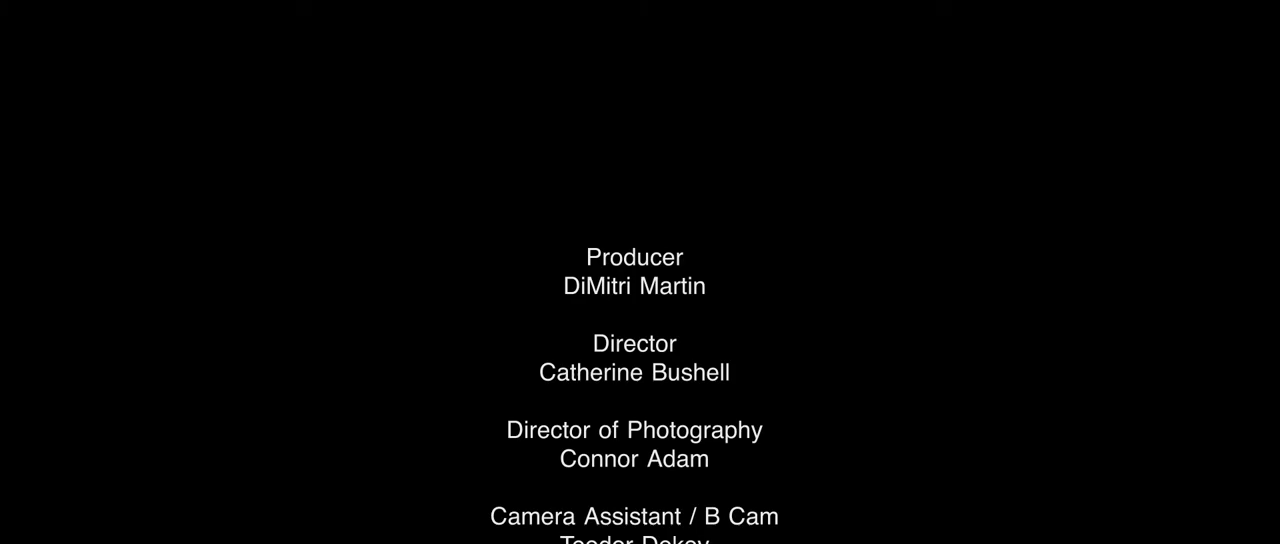 Producer
DiMitri Martin
Director
Catherine Bushell
Director of Photography
Connor Adam
Camera Assistant / B Cam